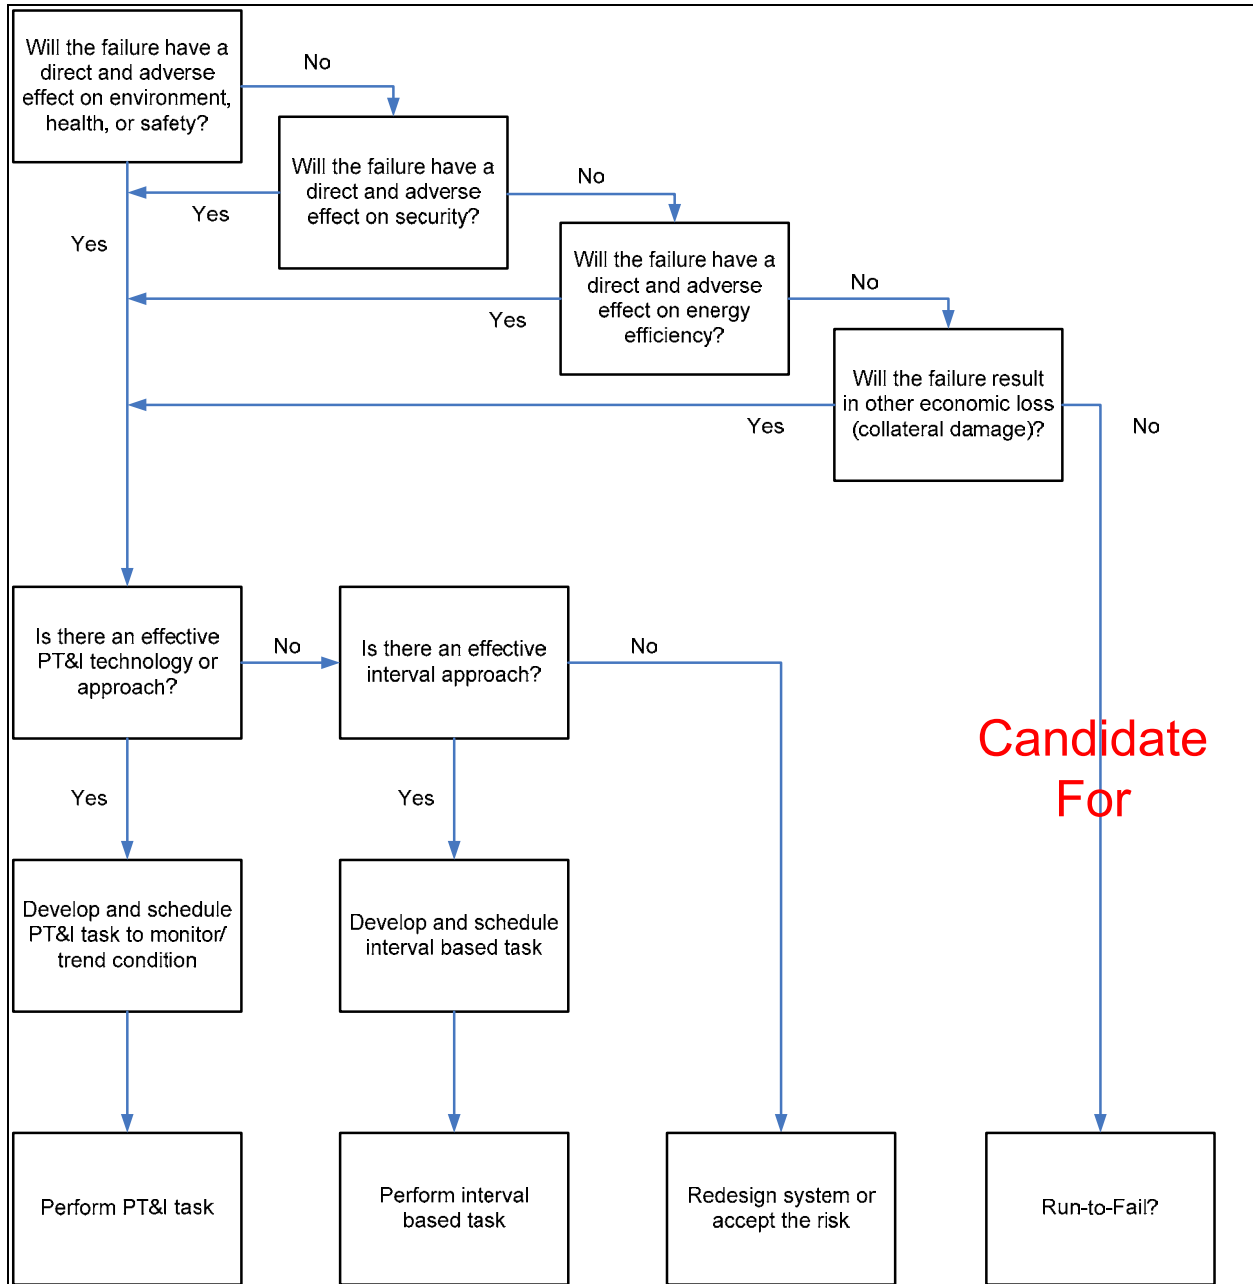 Will the failure have a
direct and adverse
effect on environment,
health, or safety?
No
Will the failure have a
direct and adverse
effect on security?
No
Yes
Yes
Will the failure have a
direct and adverse
effect on energy
efficiency?
No
Yes
Will the failure result
in other economic loss
(collateral damage)?
Yes
No
Is there an effective
PT&I technology or
approach?
No
Is there an effective
interval approach?
No
Candidate
For
Yes
Yes
Develop and schedule
PT&I task to monitor/
trend condition
Develop and schedule
interval based task
Perform PT&I task
Perform interval
based task
Redesign system or
accept the risk
Run-to-Fail?